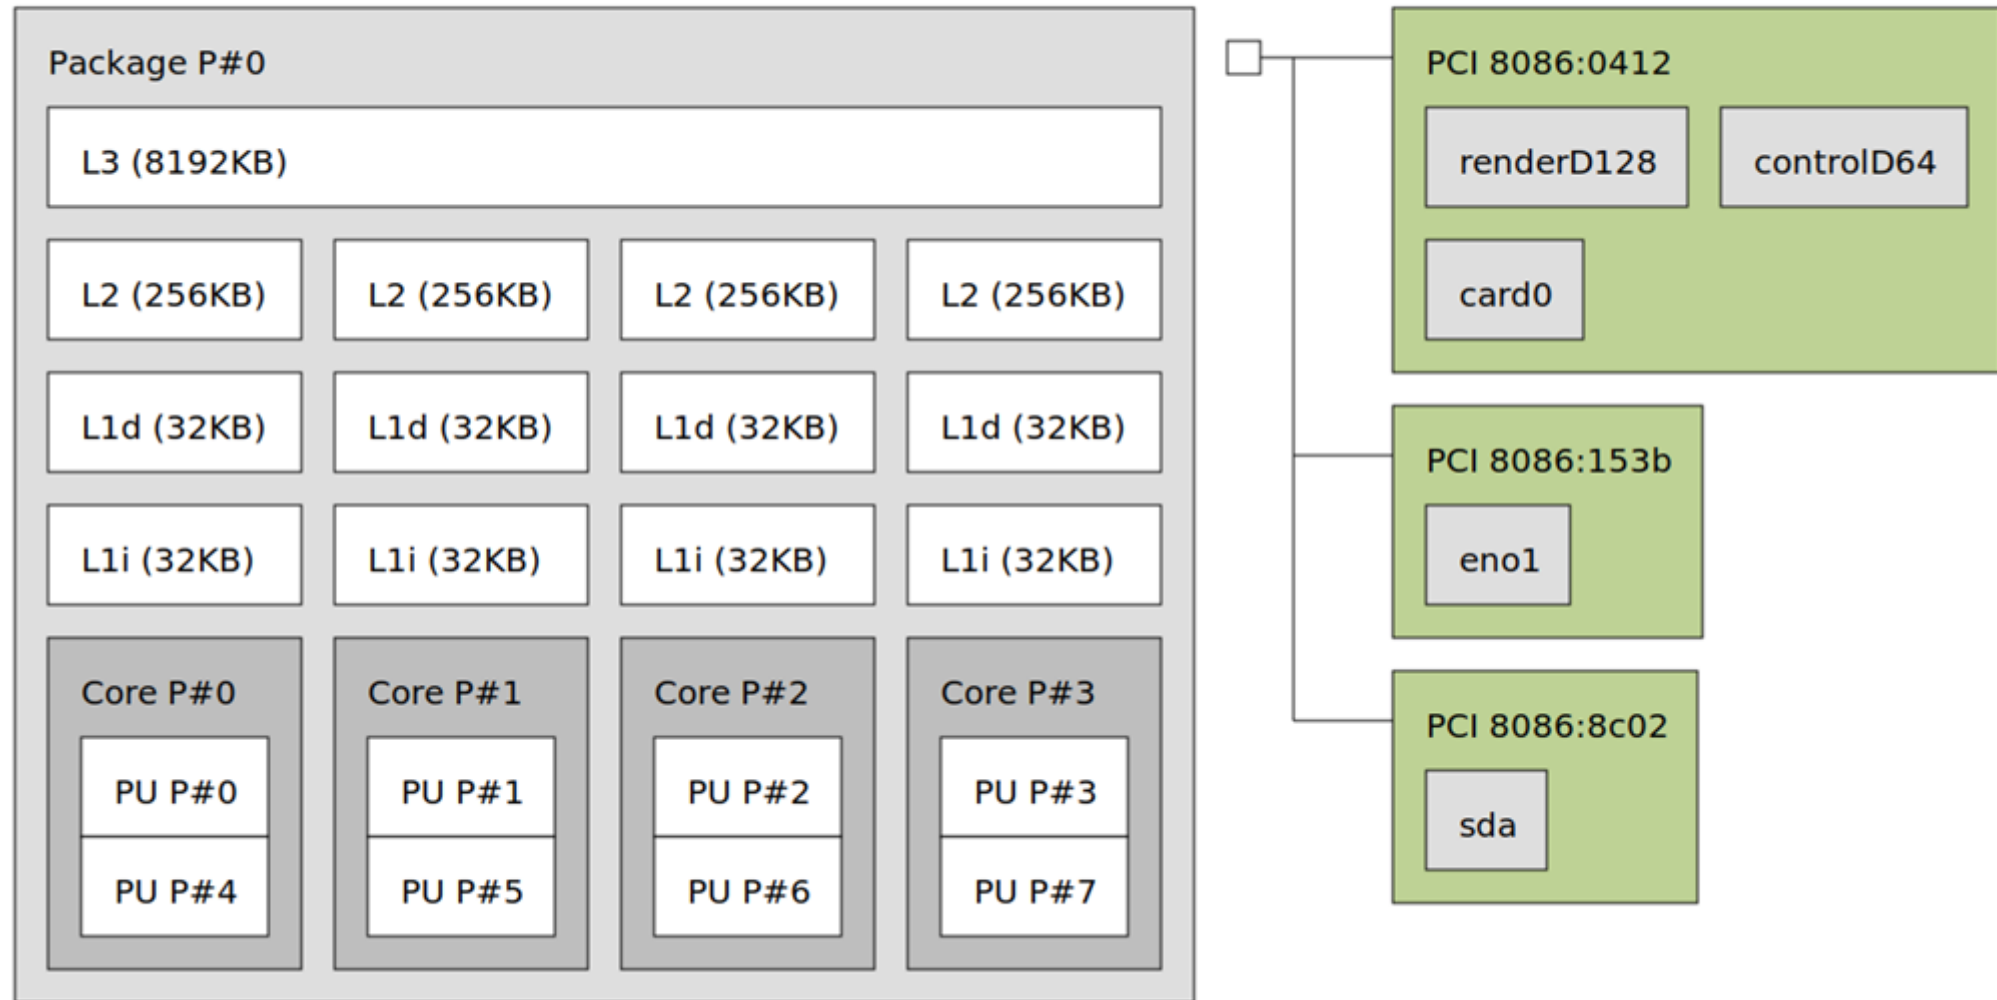 Package P#0
L3 (8192KB)
L2 (256KB) L2 (256KB) L2 (256KB) L2 (256KB)
L1d (32KB) L1d (32KB) L1d (32KB) L1d (32KB)
L1i (32KB) L1i (32KB) L1i (32KB) L1i (32KB)
Core P#0 Core P#1 Core P#2 Core P#3
PU P#0 PU P#1 PU P#2 PU P#3
PU P#4 PU P#5 PU P#6 PU P#7
PCI 8086:0412
renderD128 controlD64
card0
PCI 8086:153b
eno1
PCI 8086:8c02
sda